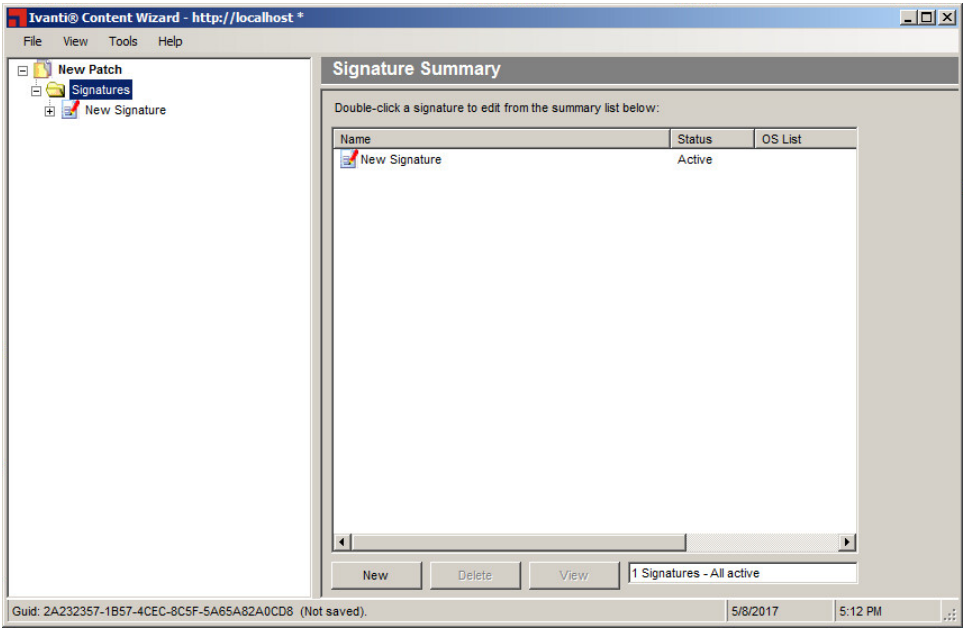 Ivanti® Content Wizard - http://localhost *
File View Tools Help
New Patch
Signatures
New Signature
Signature Summary
Double-click a signature to edit from the summary list below:
Name Status OS List
New Signature Active
New Delete View 1 Signatures - All active
Guid: 2A232357-1B57-4CEC-8C5F-5A65A82A0CD8 (Not saved). 5/8/2017 5:12 PM